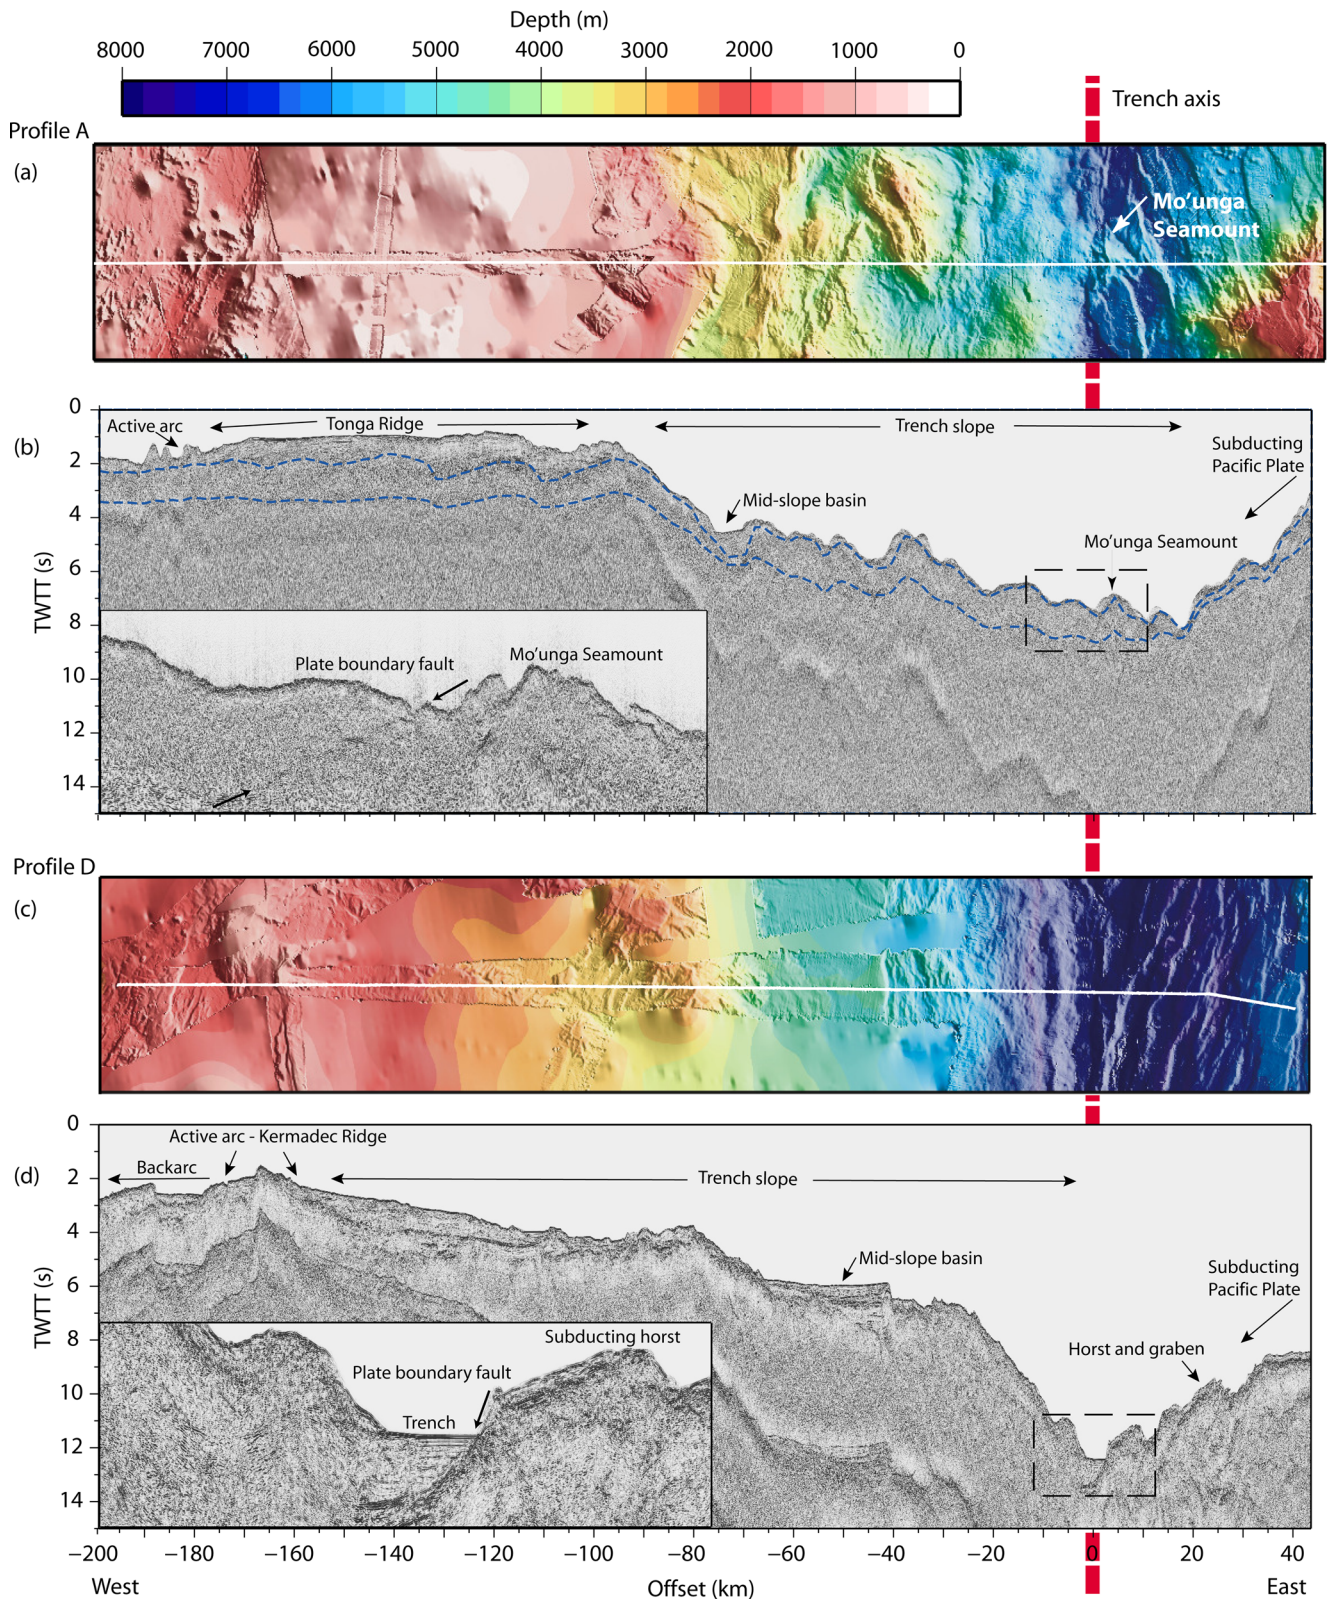 Depth (m)
8000 7000 6000 5000 4000 3000 2000 1000 0
Trench axis
Profile A
(a)
Mo'unga
Seamount
(b)
0
2
4
6
8
10
12
14
TWTT (s)
Active arc
Tonga Ridge
Trench slope
Subducting
Pacific Plate
Mid-slope basin
Mo'unga Seamount
Plate boundary fault
Mo'unga Seamount
Profile D
(c)
(d)
0
2
4
6
8
10
12
14
TWTT (s)
Active arc - Kermadec Ridge
Backarc
Trench slope
Mid-slope basin
Subducting
Pacific Plate
Horst and graben
Subducting horst
Plate boundary fault
Trench
−200 −180 −160 −140 −120 −100 −80 −60 −40 −20 0 20 40
West Offset (km) East